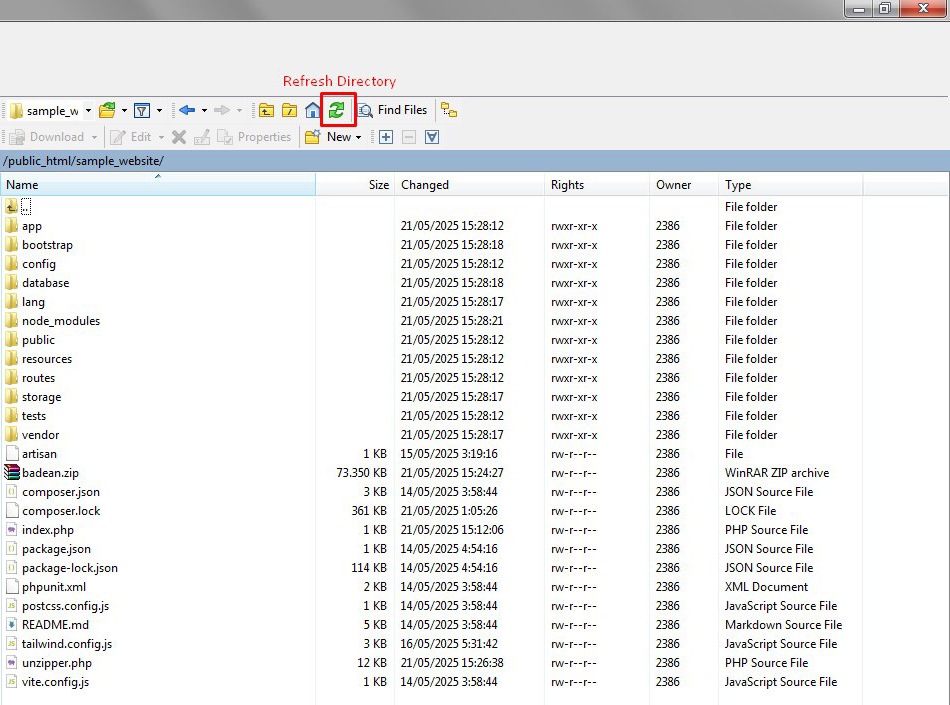 Refresh Directory
sample_w Find Files
Download Edit Properties New
/public_html/sample_website/
Name Size Changed Rights Owner Type
.. File folder
app 21/05/2025 15:28:12 rwxr-xr-x 2386 File folder
bootstrap 21/05/2025 15:28:18 rwxr-xr-x 2386 File folder
config 21/05/2025 15:28:12 rwxr-xr-x 2386 File folder
database 21/05/2025 15:28:18 rwxr-xr-x 2386 File folder
lang 21/05/2025 15:28:17 rwxr-xr-x 2386 File folder
node_modules 21/05/2025 15:28:21 rwxr-xr-x 2386 File folder
public 21/05/2025 15:28:12 rwxr-xr-x 2386 File folder
resources 21/05/2025 15:28:12 rwxr-xr-x 2386 File folder
routes 21/05/2025 15:28:12 rwxr-xr-x 2386 File folder
storage 21/05/2025 15:28:17 rwxr-xr-x 2386 File folder
tests 21/05/2025 15:28:12 rwxr-xr-x 2386 File folder
vendor 21/05/2025 15:28:17 rwxr-xr-x 2386 File folder
artisan 1 KB 15/05/2025 3:19:16 rw-r--r-- 2386 File
badean.zip 73.350 KB 21/05/2025 15:24:27 rw-r--r-- 2386 WinRAR ZIP archive
composer.json 3 KB 14/05/2025 3:58:44 rw-r--r-- 2386 JSON Source File
composer.lock 361 KB 21/05/2025 1:05:26 rw-r--r-- 2386 LOCK File
index.php 1 KB 21/05/2025 15:12:06 rw-r--r-- 2386 PHP Source File
package.json 1 KB 14/05/2025 4:54:16 rw-r--r-- 2386 JSON Source File
package-lock.json 114 KB 14/05/2025 4:54:16 rw-r--r-- 2386 JSON Source File
phpunit.xml 2 KB 14/05/2025 3:58:44 rw-r--r-- 2386 XML Document
postcss.config.js 1 KB 14/05/2025 3:58:44 rw-r--r-- 2386 JavaScript Source File
README.md 5 KB 14/05/2025 3:58:44 rw-r--r-- 2386 Markdown Source File
tailwind.config.js 3 KB 16/05/2025 5:31:42 rw-r--r-- 2386 JavaScript Source File
unzipper.php 12 KB 21/05/2025 15:26:38 rw-r--r-- 2386 PHP Source File
vite.config.js 1 KB 14/05/2025 3:58:44 rw-r--r-- 2386 JavaScript Source File